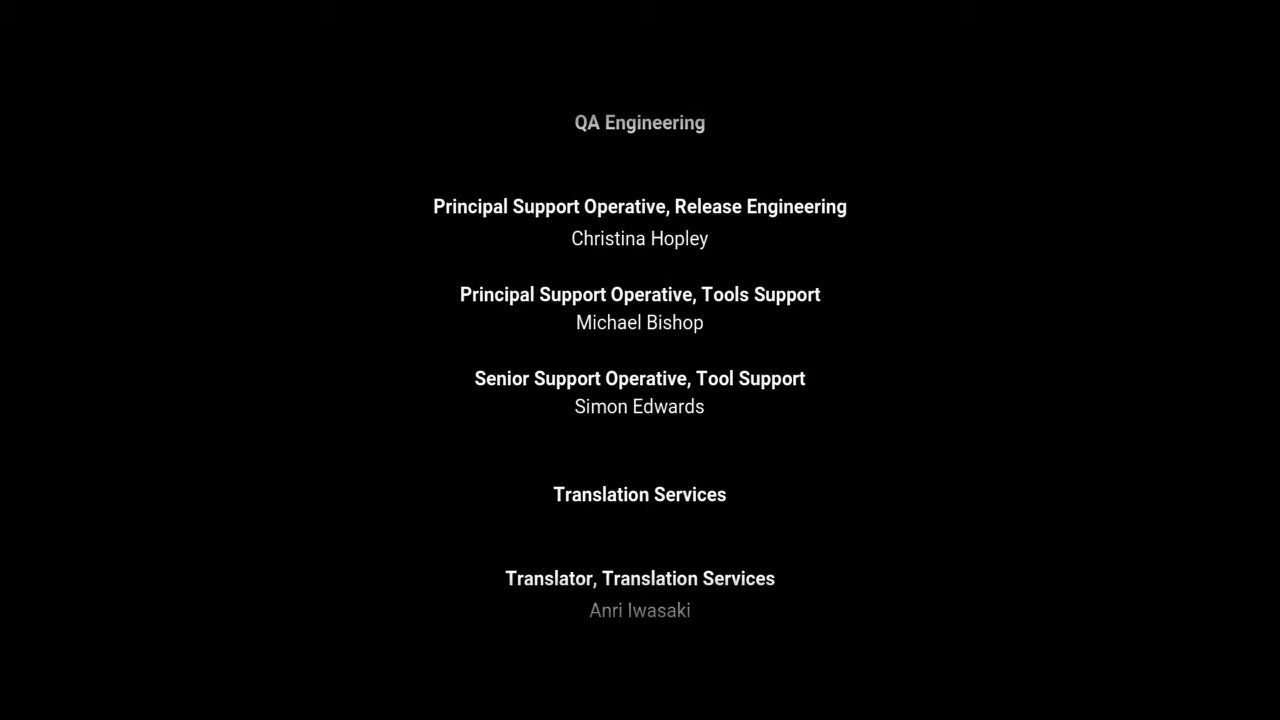 QA Engineering
Principal Support Operative, Release Engineering
Christina Hopley
Principal Support Operative, Tools Support
Michael Bishop
Senior Support Operative, Tool Support
Simon Edwards
Translation Services
Translator, Translation Services
Anri Iwasaki